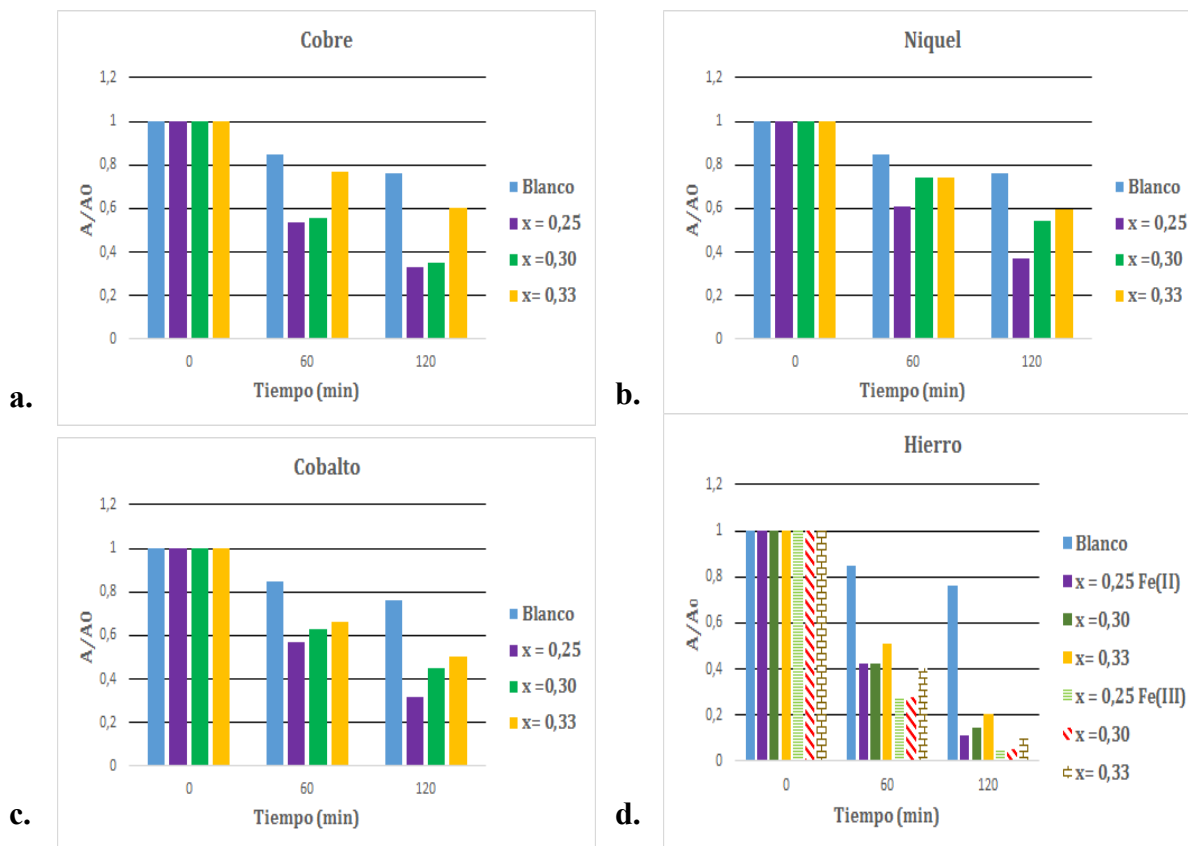 Cobre
1,2
1
0,8
0,6
0,4
0,2
0
A/A0
0 60 120
Tiempo (min)
Blanco
x = 0,25
x =0,30
x= 0,33
a.
Niquel
1,2
1
0,8
0,6
0,4
0,2
0
A/A0
0 60 120
Tiempo (min)
Blanco
x = 0,25
x =0,30
x= 0,33
b.
Cobalto
1,2
1
0,8
0,6
0,4
0,2
0
A/A0
0 60 120
Tiempo (min)
Blanco
x = 0,25
x =0,30
x= 0,33
c.
Hierro
1,2
1
0,8
0,6
0,4
0,2
0
A/A0
0 60 120
Tiempo (min)
Blanco
x = 0,25 Fe(II)
x =0,30
x = 0,33
x = 0,25 Fe(III)
x =0,30
x= 0,33
d.